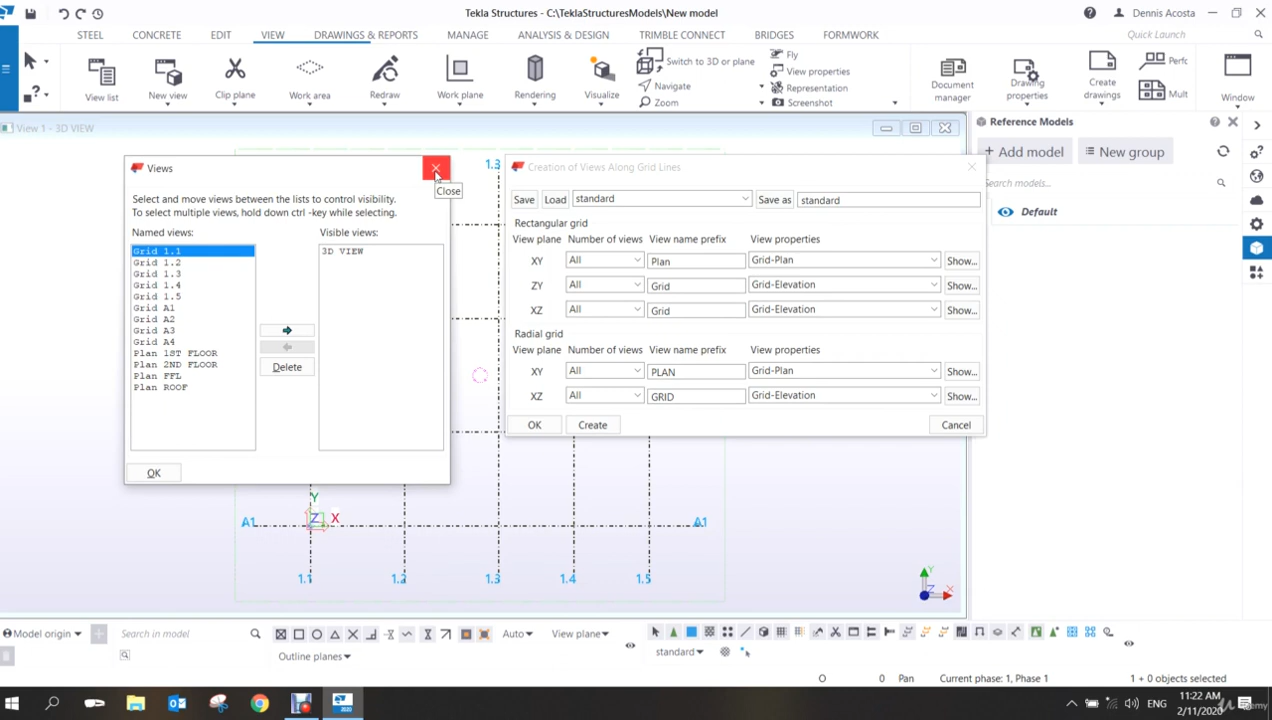 Tekla Structures - C:\TeklaStructuresModels\New model
Dennis Acosta
STEEL CONCRETE EDIT VIEW DRAWINGS & REPORTS MANAGE ANALYSIS & DESIGN TRIMBLE CONNECT BRIDGES FORMWORK
Quick Launch
View list
New view
Clip plane
Work area
Redraw
Work plane
Rendering
Visualize
Switch to 3D or plane
Navigate
Zoom
Fly
View properties
Representation
Screenshot
Document manager
Drawing properties
Create drawings
Perfc
Mult
Window
View 1 - 3D VIEW
Reference Models
Add model
New group
Search models...
Default
Views
Close
Select and move views between the lists to control visibility.
To select multiple views, hold down ctrl -key while selecting.
Named views: Visible views:
Grid 1.1
Grid 1.2
Grid 1.3
Grid 1.4
Grid 1.5
Grid A1
Grid A2
Grid A3
Grid A4
Plan 1ST FLOOR
Plan 2ND FLOOR
Plan FFL
Plan ROOF
3D VIEW
Delete
OK
1.3
Creation of Views Along Grid Lines
Save Load standard Save as standard
Rectangular grid
View plane Number of views View name prefix View properties
XY All Plan Grid-Plan Show...
ZY All Grid Grid-Elevation Show...
XZ All Grid Grid-Elevation Show...
Radial grid
View plane Number of views View name prefix View properties
XY All PLAN Grid-Plan Show...
XZ All GRID Grid-Elevation Show...
OK Create Cancel
Y
Z X
A1 A1
1.1 1.2 1.3 1.4 1.5
Y
Z X
Model origin
Search in model
Auto
View plane
Outline planes
standard
O 0 Pan Current phase: 1, Phase 1 1 + 0 objects selected
2020
ENG
11:22 AM
2/11/2020
Udemy